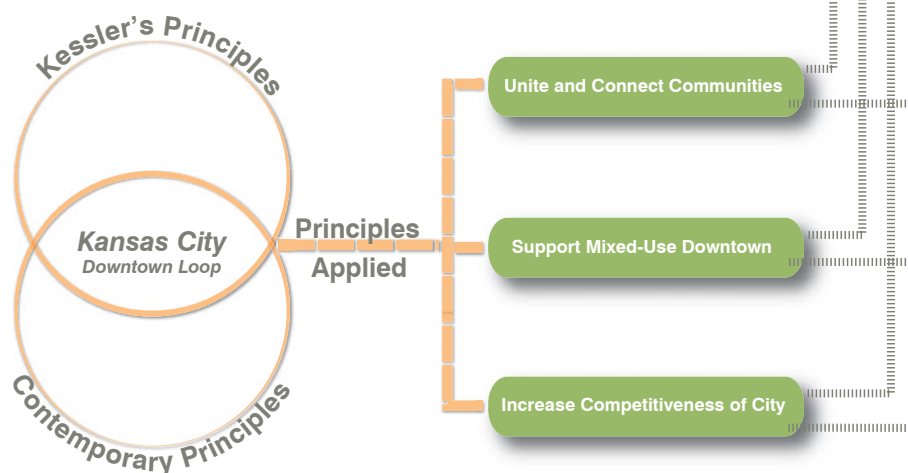 Kessler's Principles
Kansas City
Downtown Loop
Contemporary Principles
Principles
Applied
Unite and Connect Communities
Support Mixed-Use Downtown
Increase Competitiveness of City